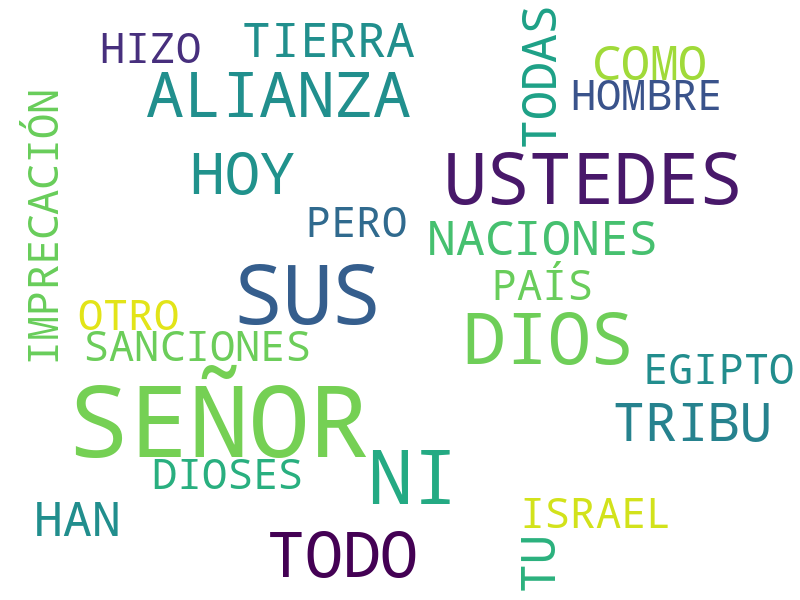 HIZO
TIERRA
TODAS
COMO
ALIANZA
HOMBRE
IMPRECACIÓN
HOY
USTEDES
PERO
NACIONES
SUS
PAÍS
OTRO
DIOS
SANCIONES
EGIPTO
SEÑOR
TRIBU
DIOSES
NI
HAN
ISRAEL
TODO
TU